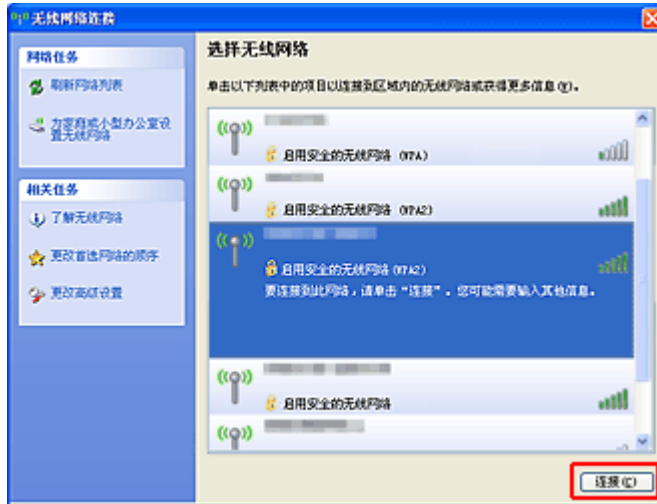 无线网络连接
网络任务
刷新网络列表
为家庭或小型办公室设
置无线网络
相关任务
了解无线网络
更改首选网络的顺序
更改高级设置
选择无线网络
单击以下列表中的项目以连接到区域内的无线网络或获得更多信息(W)。
启用安全的无线网络 (WPA)
启用安全的无线网络 (WPA2)
启用安全的无线网络 (WPA2)
要连接到此网络，请单击“连接”。您可能需要输入其他信息。
启用安全的无线网络
连接(C)